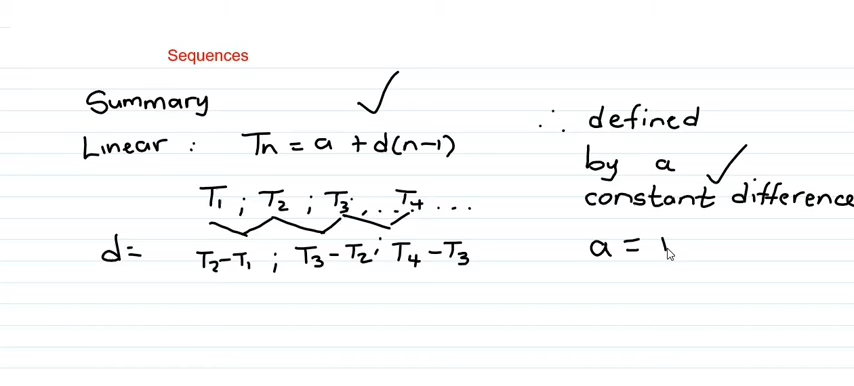 Sequences
Summary
Linear : Tn = a + d(n-1)
T1 ; T2 ; T3 ; ... T4 ...
d= T2-T1 ; T3-T2 ; T4-T3
∴ defined
by a
constant difference
a =